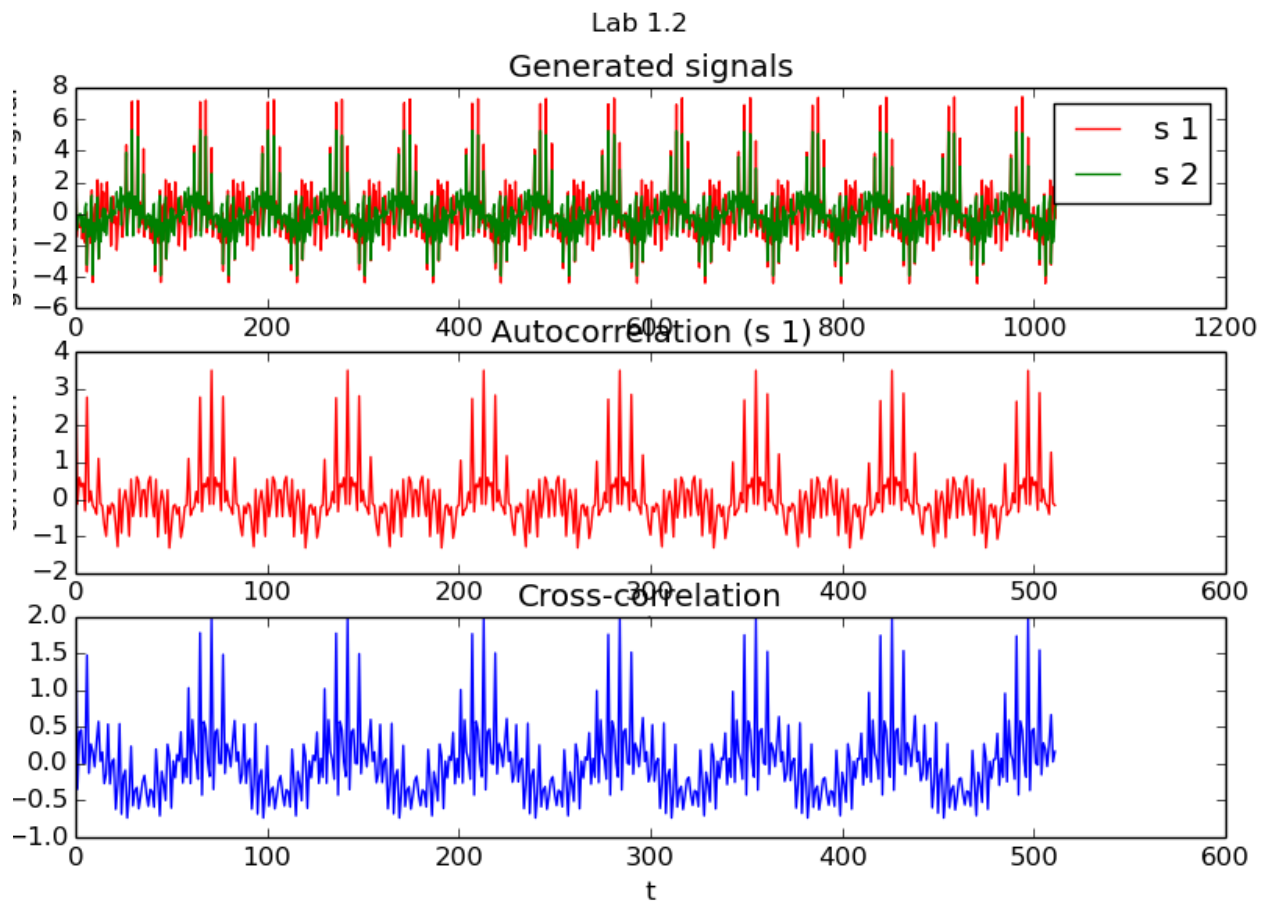 Lab 1.2
Generated signals
generated signal
8
6
4
2
0
−2
−4
−6
s 1
s 2
0 200 400 600 800 1000 1200
Autocorrelation (s 1)
correlation
4
3
2
1
0
−1
−2
0 100 200 300 400 500 600
Cross-correlation
2.0
1.5
1.0
0.5
0.0
−0.5
−1.0
0 100 200 300 400 500 600
t